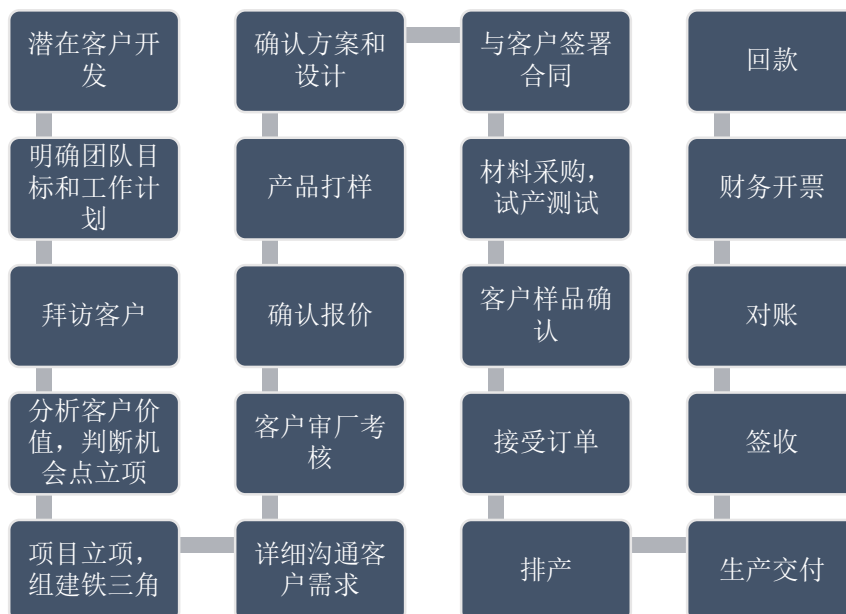 潜在客户开
发
明确团队目
标和工作计
划
拜访客户
分析客户价
值，判断机
会点立项
项目立项，
组建铁三角
详细沟通客
户需求
客户审厂考
核
确认报价
产品打样
确认方案和
设计
与客户签署
合同
材料采购，
试产测试
客户样品确
认
接受订单
排产
生产交付
签收
对账
财务开票
回款